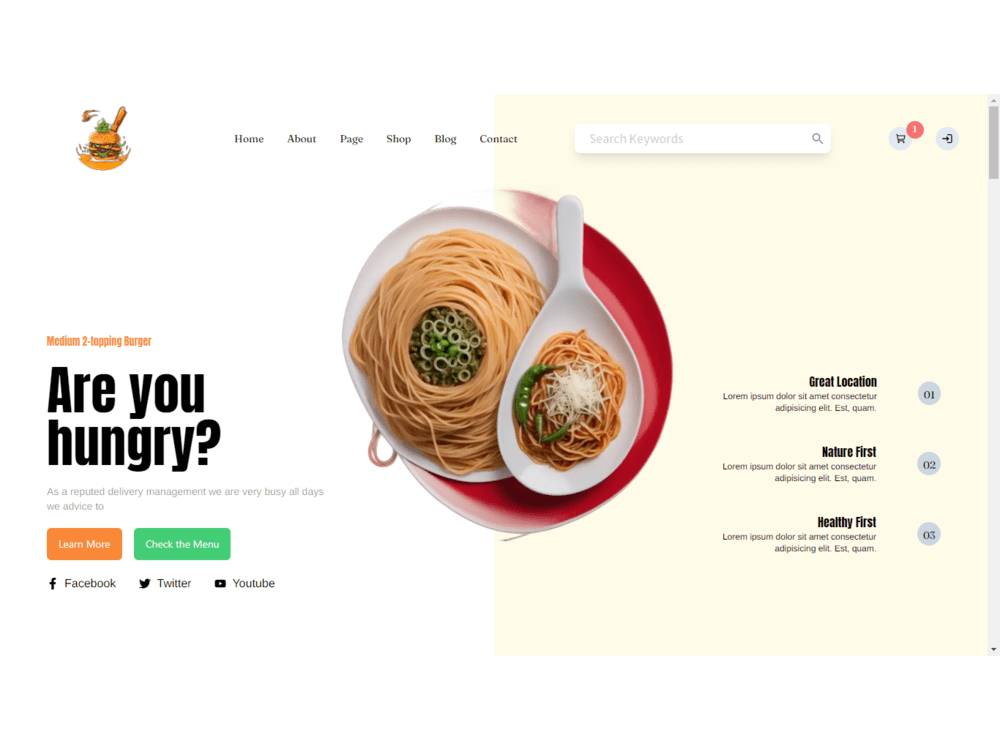 Home About Page Shop Blog Contact
Search Keywords
1
Medium 2-topping Burger
Are you
hungry?
As a reputed delivery management we are very busy all days
we advice to
Learn More Check the Menu
Facebook Twitter Youtube
Great Location
Lorem ipsum dolor sit amet consectetur
adipisicing elit. Est, quam.
01
Nature First
Lorem ipsum dolor sit amet consectetur
adipisicing elit. Est, quam.
02
Healthy First
Lorem ipsum dolor sit amet consectetur
adipisicing elit. Est, quam.
03